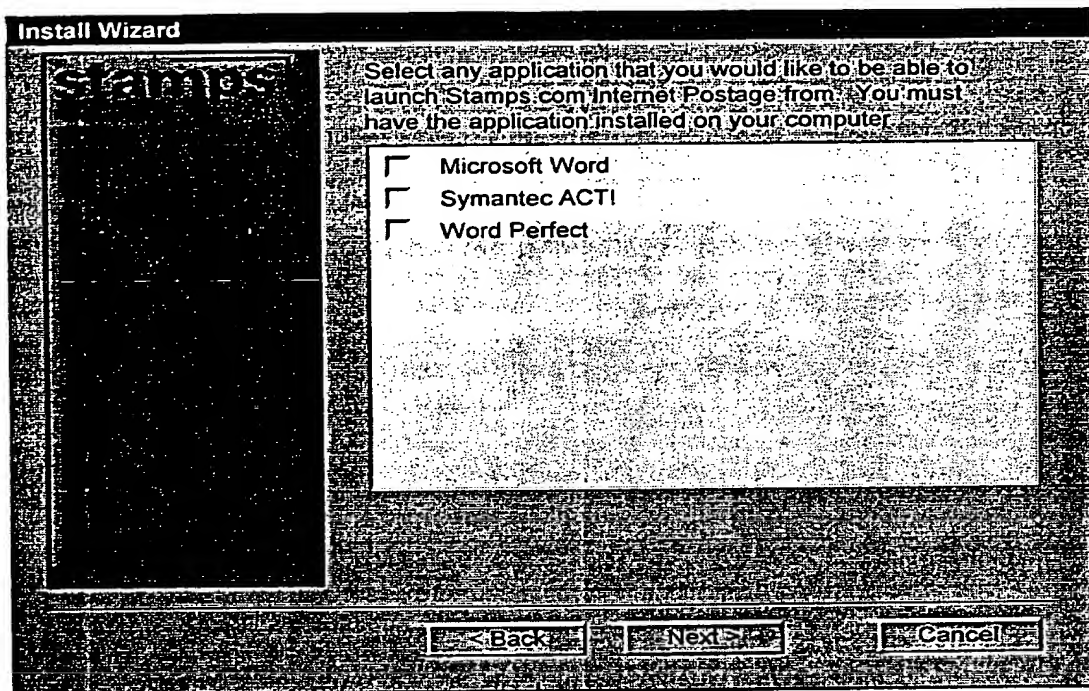 Install Wizard
stamps
Select any application that you would like to be able to
launch Stamps.com Internet Postage from. You must
have the application installed on your computer
Microsoft Word
Symantec ACT!
Word Perfect
< Back
Next >
Cancel